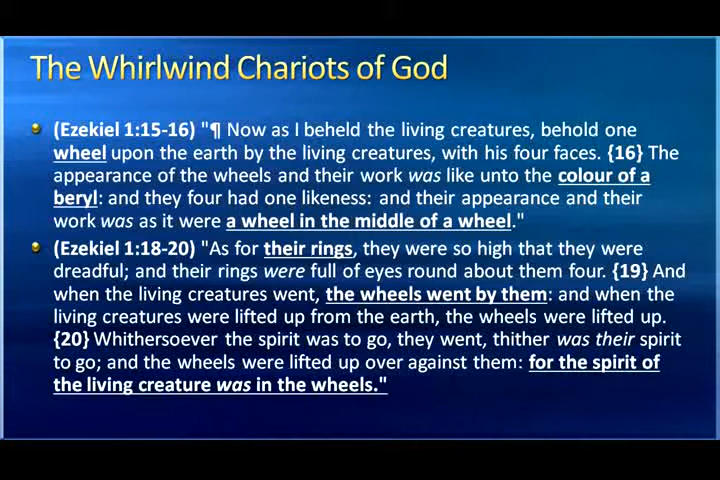 The Whirlwind Chariots of God
(Ezekiel 1:15-16) "¶ Now as I beheld the living creatures, behold one
wheel upon the earth by the living creatures, with his four faces. {16} The
appearance of the wheels and their work was like unto the colour of a
beryl: and they four had one likeness: and their appearance and their
work was as it were a wheel in the middle of a wheel."
(Ezekiel 1:18-20) "As for their rings, they were so high that they were
dreadful; and their rings were full of eyes round about them four. {19} And
when the living creatures went, the wheels went by them: and when the
living creatures were lifted up from the earth, the wheels were lifted up.
{20} Whithersoever the spirit was to go, they went, thither was their spirit
to go; and the wheels were lifted up over against them: for the spirit of
the living creature was in the wheels."